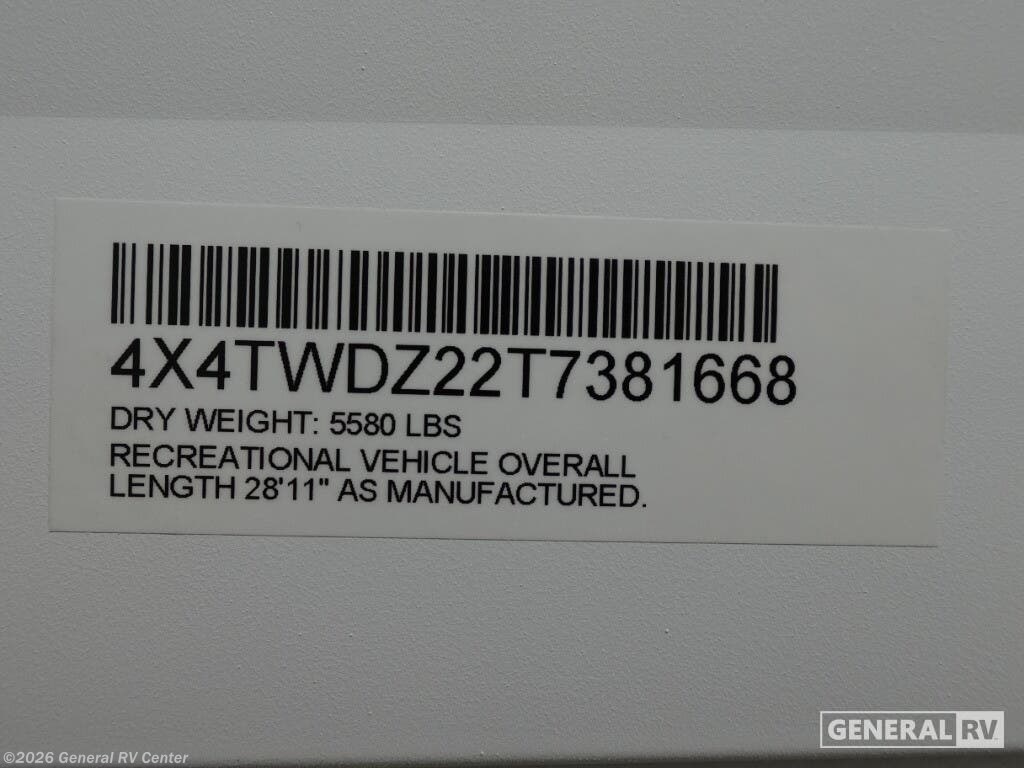 4X4TWDZ22T7381668
DRY WEIGHT: 5580 LBS
RECREATIONAL VEHICLE OVERALL
LENGTH 28'11" AS MANUFACTURED.
GENERAL RV
©2026 General RV Center